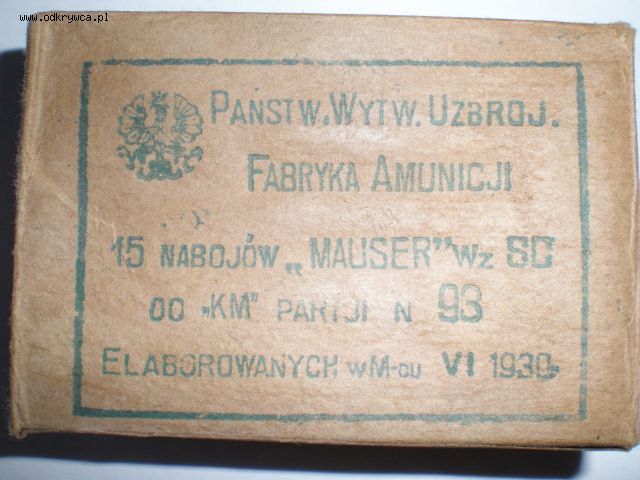 www.odkrywca.pl
PAŃSTW. WYTW. UZBROJ.
FABRYKA AMUNICJI
15 NABOJÓW „MAUSER” Wz SC
DO „KM” PARTJI N 93
ELABOROWANYCH wM-cu VI 1930